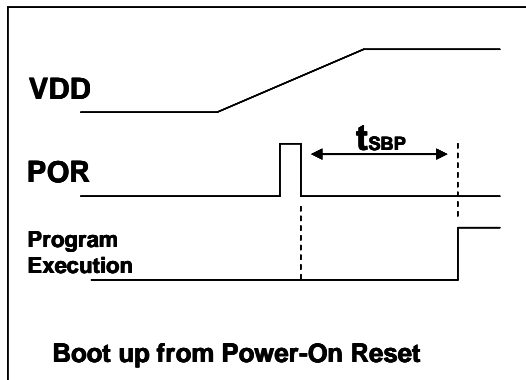 VDD
tSBP
POR
Program
Execution
Boot up from Power-On Reset